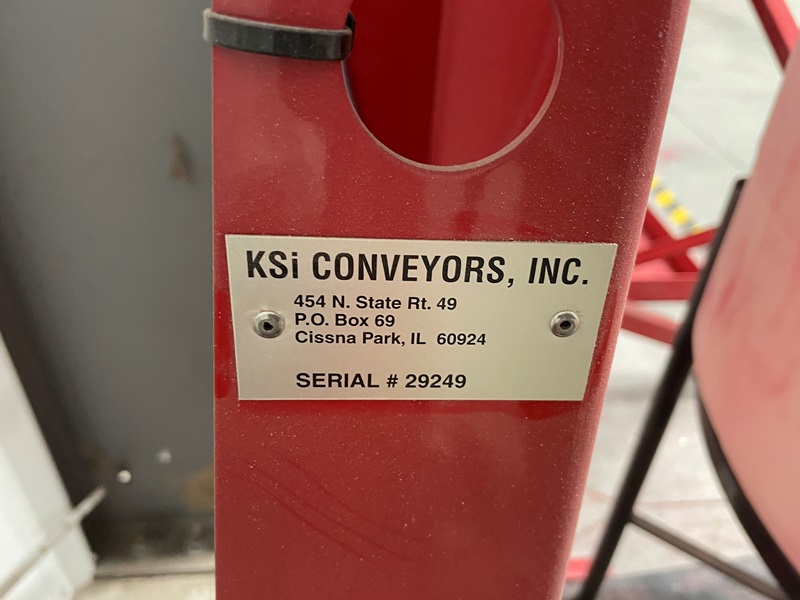 KSi CONVEYORS, INC.
454 N. State Rt. 49
P.O. Box 69
Cissna Park, IL 60924
SERIAL # 29249